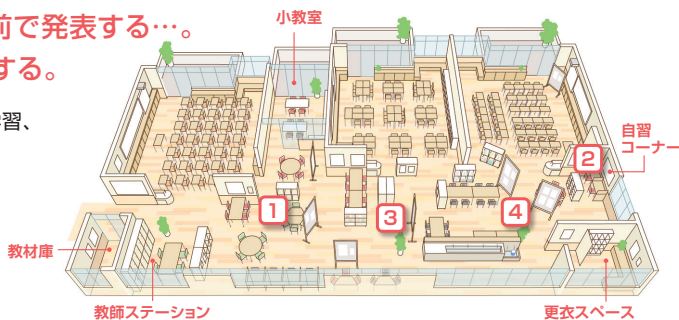 前で発表する…。
する。
習、
小教室
自習
コーナー
1
2
3
4
教材庫
教師ステーション
更衣スペース